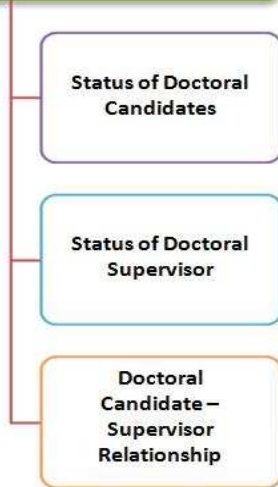 Status of Doctoral
Candidates
Status of Doctoral
Supervisor
Doctoral
Candidate –
Supervisor
Relationship